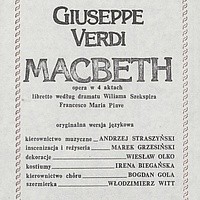 GIUSEPPE
VERDI
MACBETH
opera w 4 aktach
libretto według dramatu Wiliama Szekspira
Francesco Maria Piave
oryginalna wersja językowa
kierownictwo muzyczne ANDRZEJ STRASZYŃSKI
inscenizacja i reżyseria MAREK GRZESIŃSKI
dekoracje WIESŁAW OLKO
kostiumy IRENA BIEGAŃSKA
kierownictwo chóru BOGDAN GOLA
szermierka WŁODZIMIERZ WITT